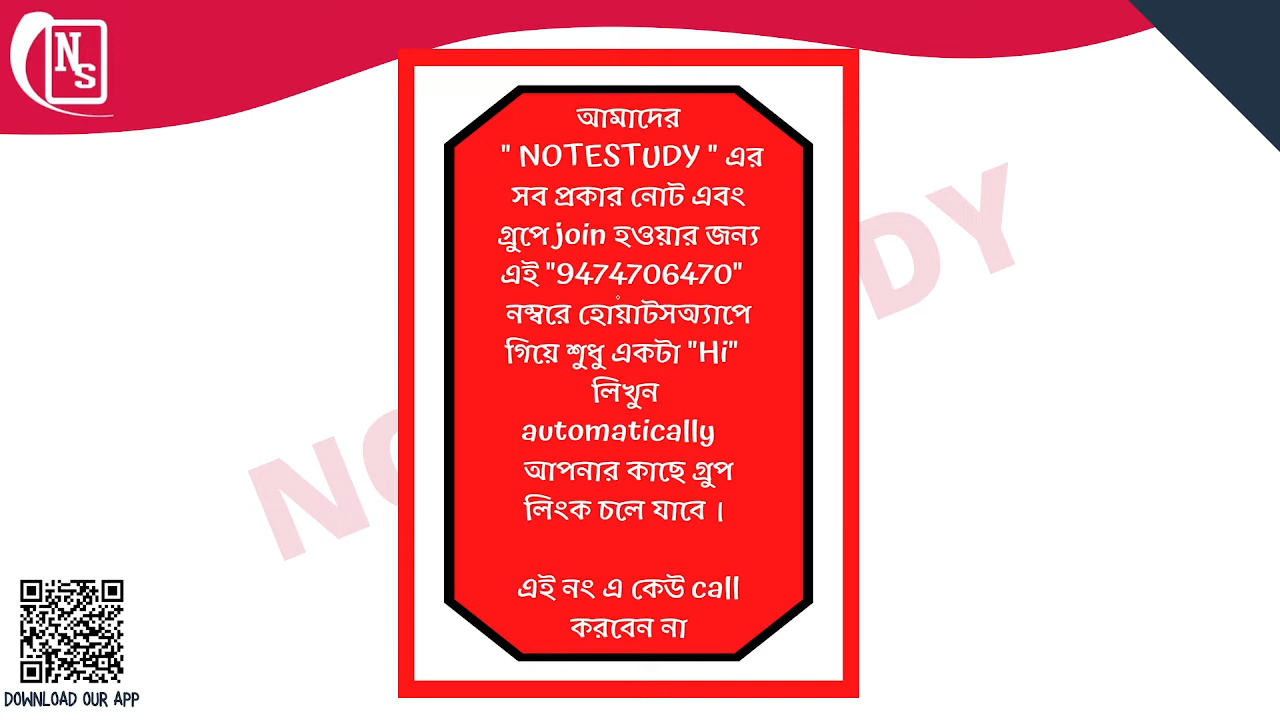 NS
আমাদের
" NOTESTUDY " এর
সব প্রকার নোট এবং
গ্রুপে join হওয়ার জন্য
এই "9474706470"
নম্বরে হোয়াটসঅ্যাপে
গিয়ে শুধু একটা "Hi"
লিখুন
automatically
আপনার কাছে গ্রুপ
লিংক চলে যাবে ।
এই নং এ কেউ call
করবেন না
DOWNLOAD OUR APP